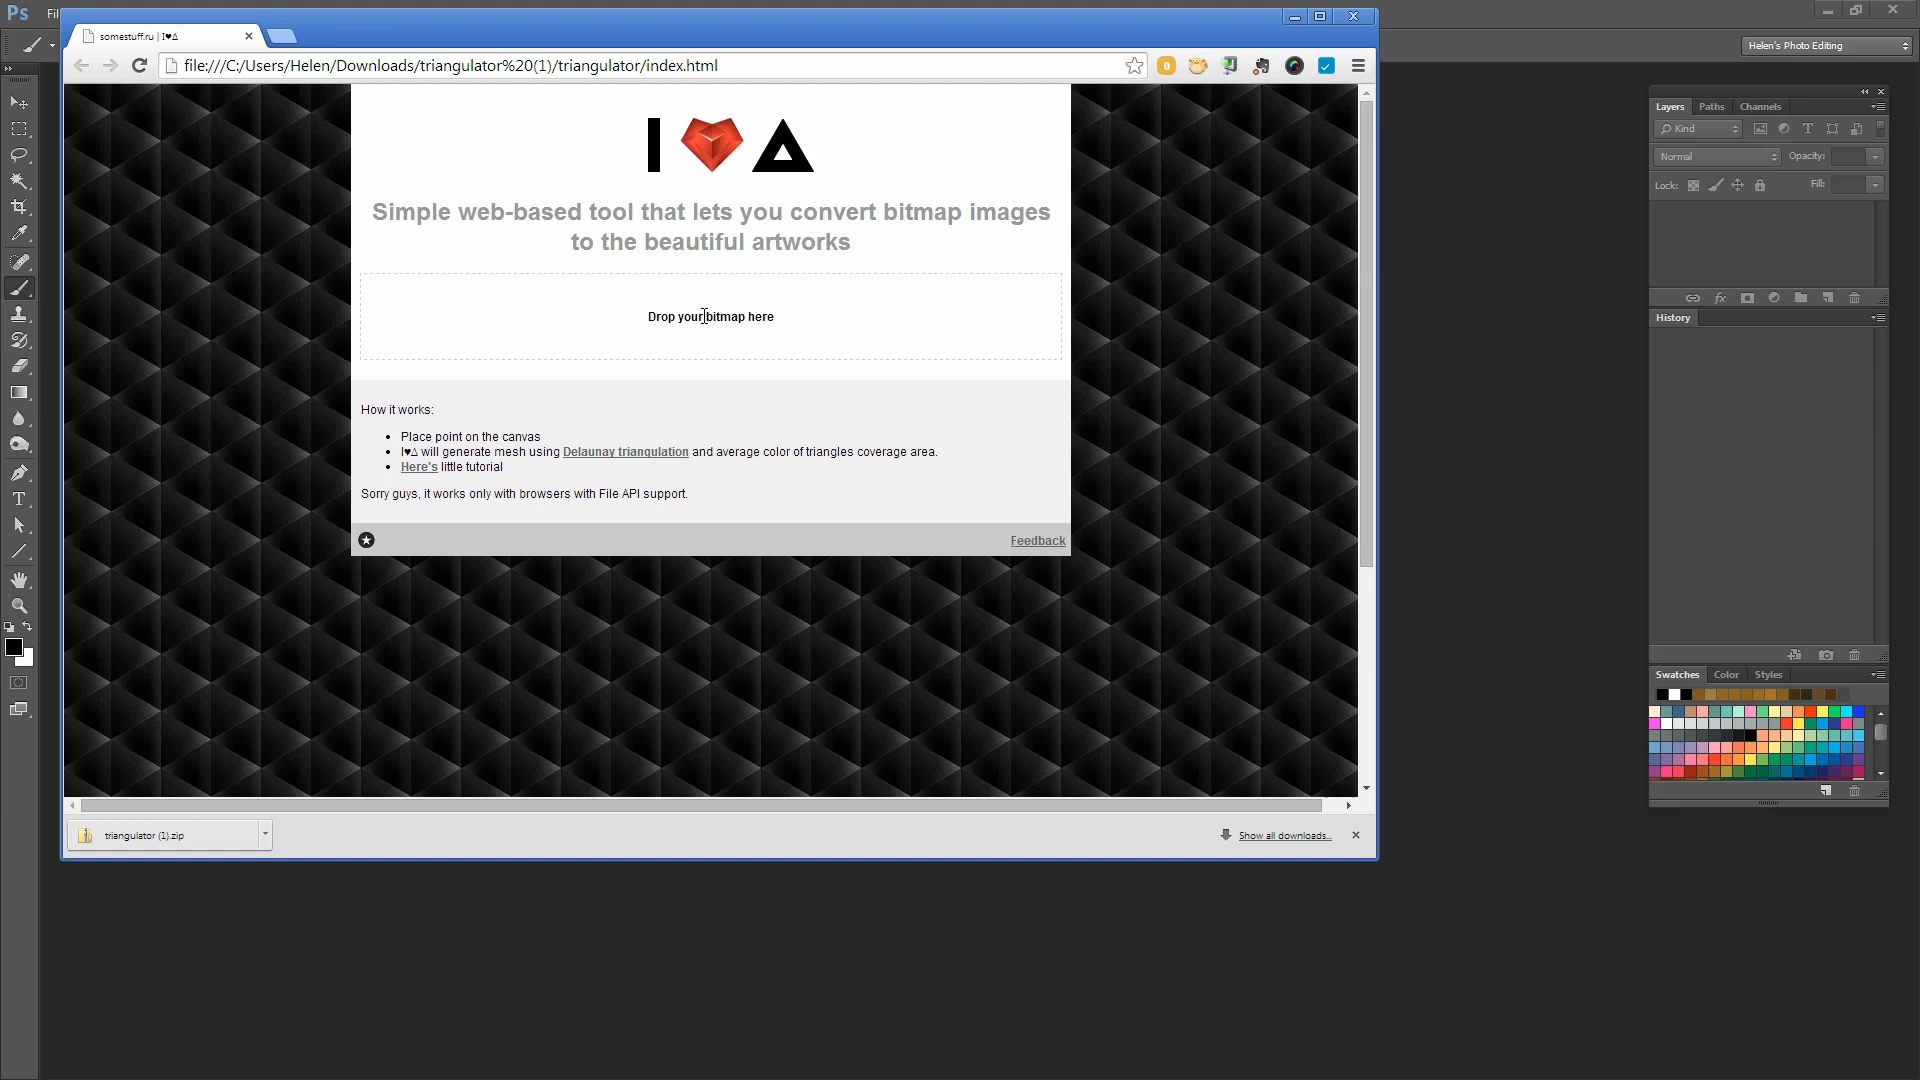 Ps
Fil
Helen's Photo Editing
somestuff.ru | I♥Δ
file:///C:/Users/Helen/Downloads/triangulator%20(1)/triangulator/index.html
I
Simple web-based tool that lets you convert bitmap images
to the beautiful artworks
Drop your bitmap here
How it works:
Place point on the canvas
I♥Δ will generate mesh using Delaunay triangulation and average color of triangles coverage area.
Here's little tutorial
Sorry guys, it works only with browsers with File API support.
Feedback
triangulator (1).zip
Show all downloads...
Layers
Paths
Channels
Kind
Normal
Opacity:
Lock:
Fill:
fx
History
Swatches
Color
Styles